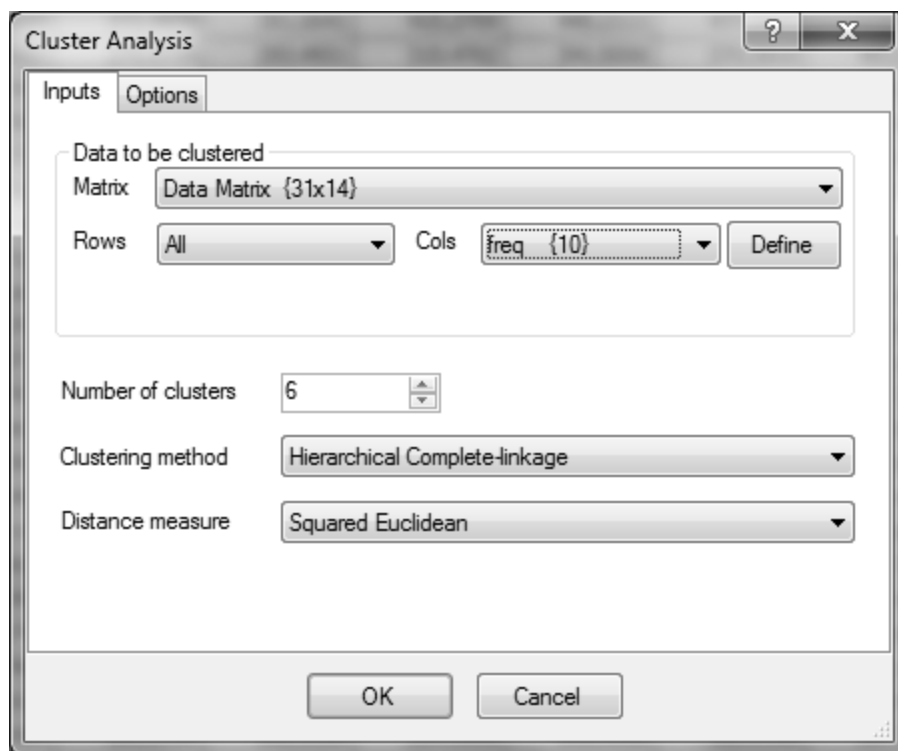 Cluster Analysis
?
x
Inputs Options
Data to be clustered
Matrix Data Matrix {31x14}
Rows All Cols freq {10} Define
Number of clusters 6
Clustering method Hierarchical Complete-linkage
Distance measure Squared Euclidean
OK Cancel